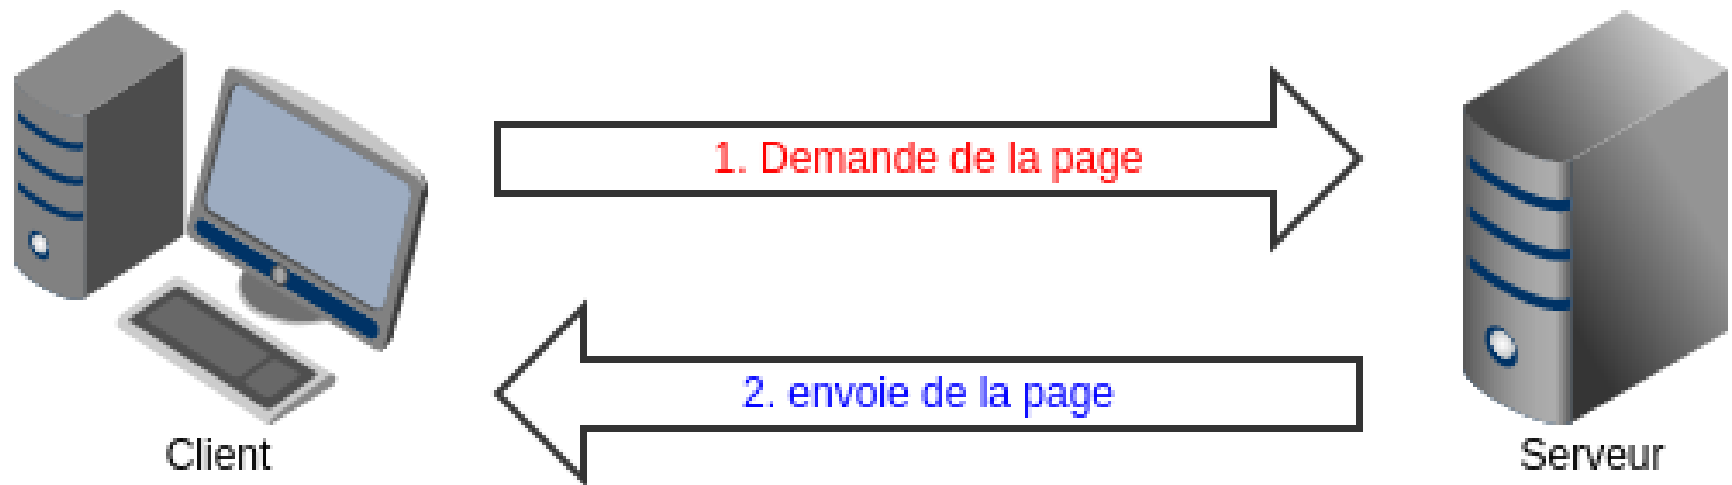 1. Demande de la page
2. envoie de la page
Client
Serveur